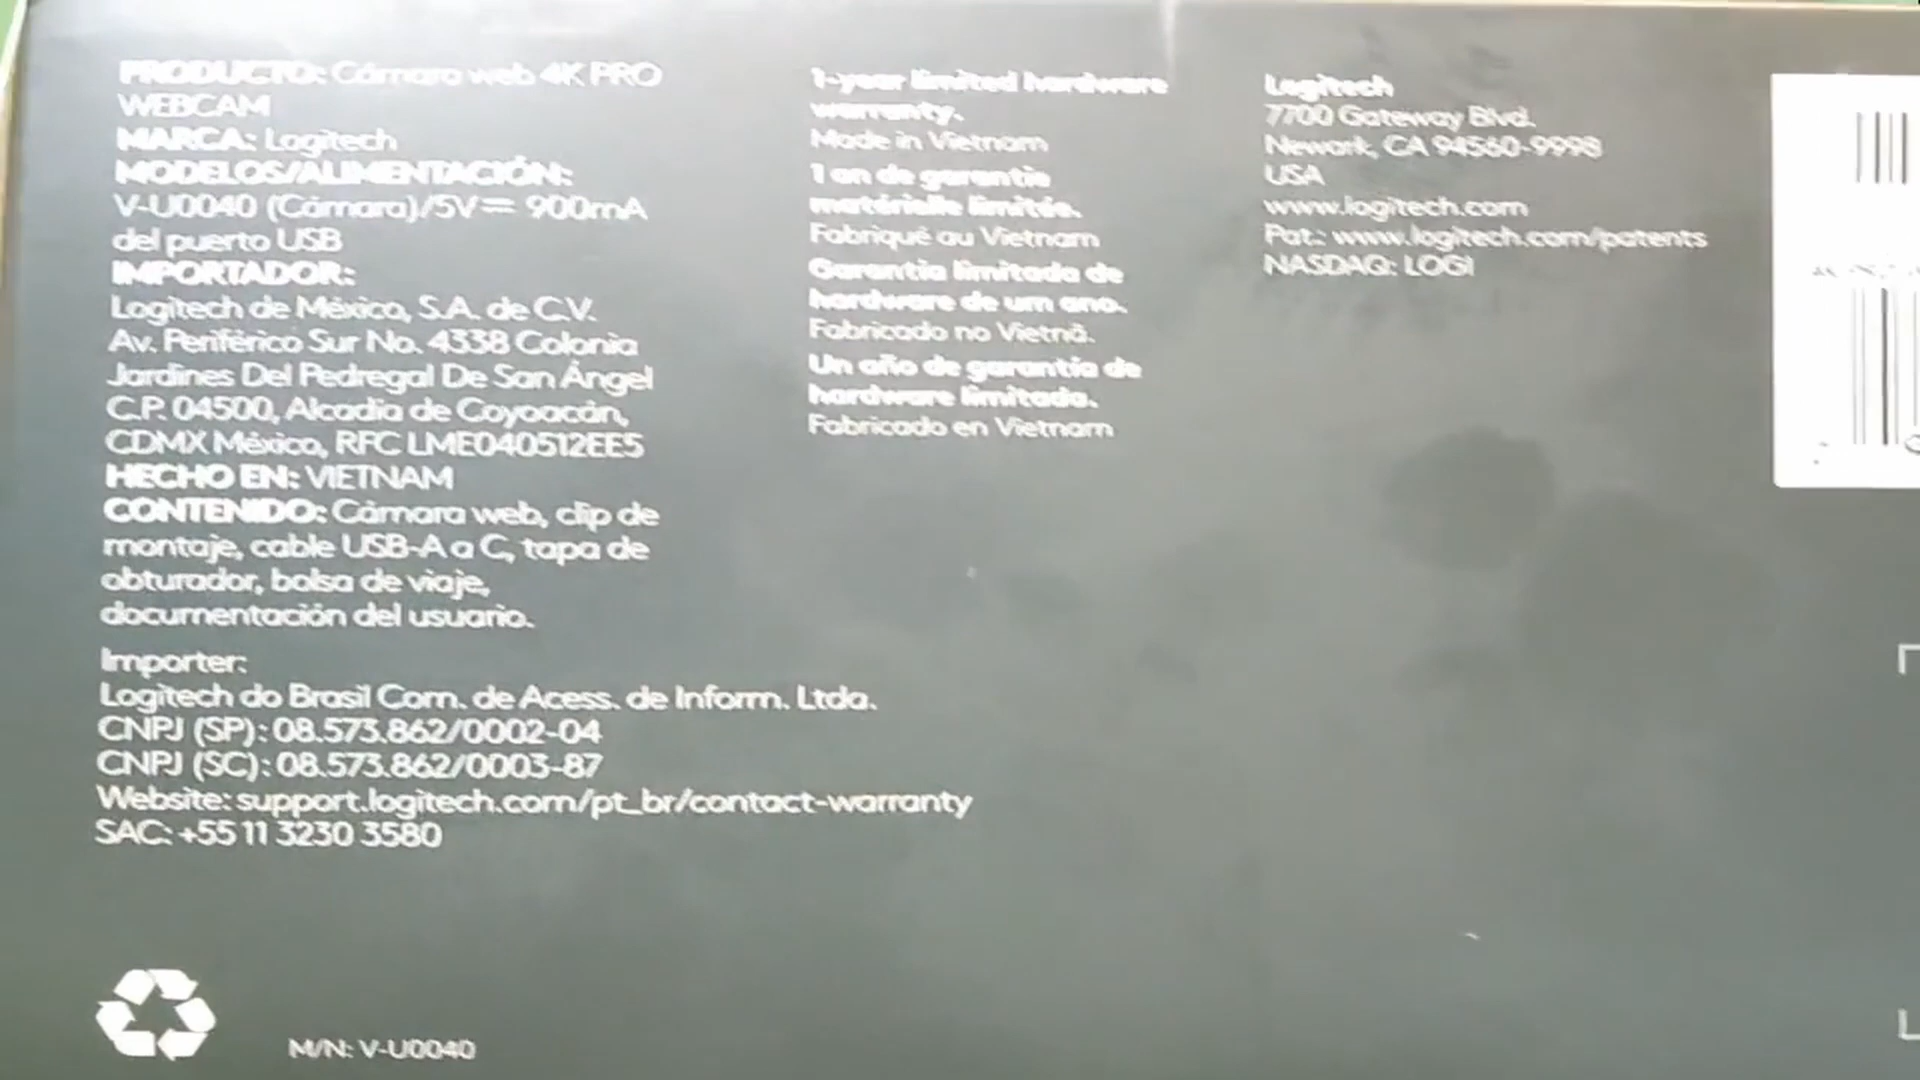 PRODUCTO: Cámara web 4K PRO
WEBCAM
MARCA: Logitech
MODELOS/ALIMENTACIÓN:
V-U0040 (Cámara)/5V⎓ 900mA
del puerto USB
IMPORTADOR:
Logitech de México, S.A. de C.V.
Av. Periférico Sur No. 4338 Colonia
Jardines Del Pedregal De San Ángel
C.P. 04500, Alcadia de Coyoacán,
CDMX México, RFC LME040512EE5
HECHO EN: VIETNAM
CONTENIDO: Cámara web, clip de
montaje, cable USB-A a C, tapa de
obturador, bolsa de viaje,
documentación del usuario.
Importer:
Logitech do Brasil Com. de Acess. de Inform. Ltda.
CNPJ (SP): 08.573.862/0002-04
CNPJ (SC): 08.573.862/0003-87
Website: support.logitech.com/pt_br/contact-warranty
SAC: +55 11 3230 3580
M/N: V-U0040
1-year limited hardware
warranty.
Made in Vietnam
1 an de garantie
matérielle limitée.
Fabriqué au Vietnam
Garantia limitada de
hardware de um ano.
Fabricado no Vietnã.
Un año de garantía de
hardware limitada.
Fabricado en Vietnam
Logitech
7700 Gateway Blvd.
Newark, CA 94560-9998
USA
www.logitech.com
Pat.: www.logitech.com/patents
NASDAQ: LOGI